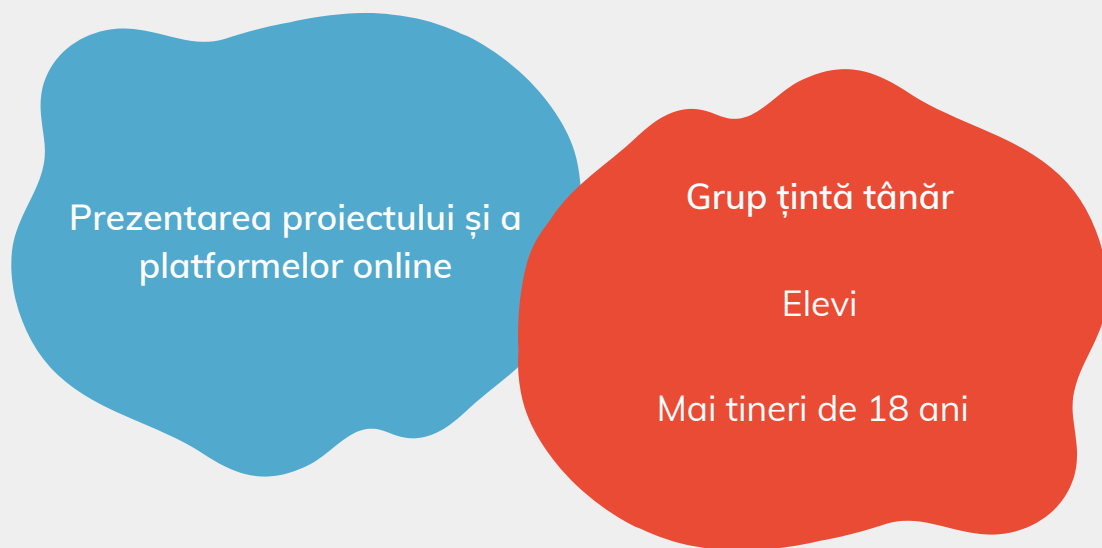 Prezentarea proiectului și a
platformelor online
Grup țintă tânăr
Elevi
Mai tineri de 18 ani